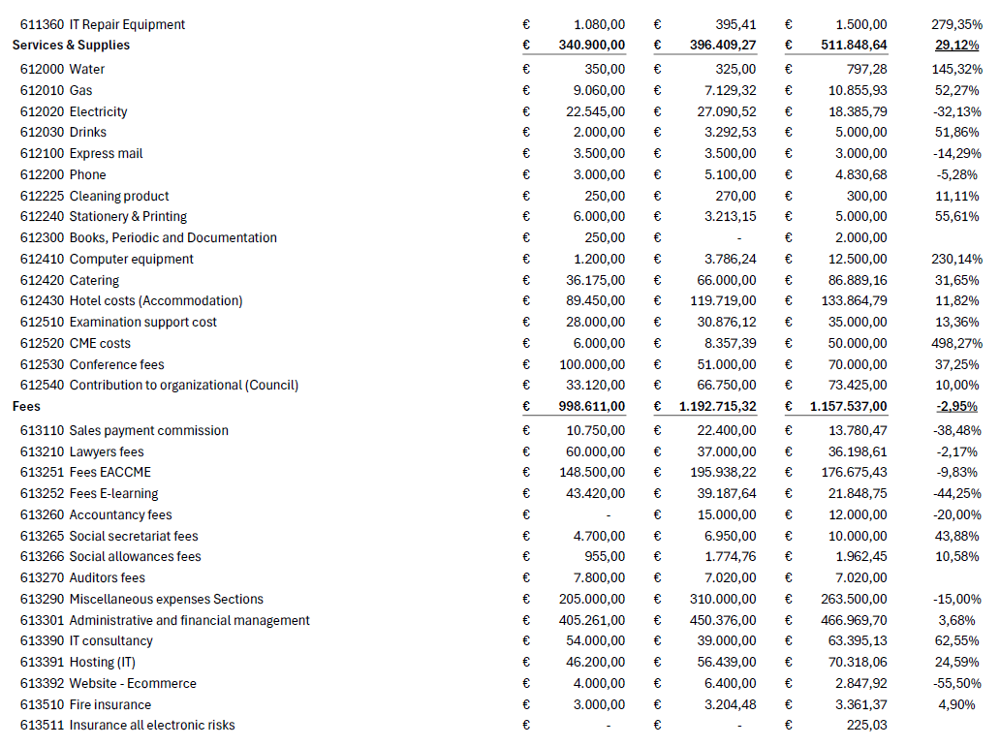 611360 IT Repair Equipment € 1.080,00 € 395,41 € 1.500,00 279,35%
Services & Supplies € 340.900,00 € 396.409,27 € 511.848,64 29,12%
612000 Water € 350,00 € 325,00 € 797,28 145,32%
612010 Gas € 9.060,00 € 7.129,32 € 10.855,93 52,27%
612020 Electricity € 22.545,00 € 27.090,52 € 18.385,79 -32,13%
612030 Drinks € 2.000,00 € 3.292,53 € 5.000,00 51,86%
612100 Express mail € 3.500,00 € 3.500,00 € 3.000,00 -14,29%
612200 Phone € 3.000,00 € 5.100,00 € 4.830,68 -5,28%
612225 Cleaning product € 250,00 € 270,00 € 300,00 11,11%
612240 Stationery & Printing € 6.000,00 € 3.213,15 € 5.000,00 55,61%
612300 Books, Periodic and Documentation € 250,00 € - € 2.000,00
612410 Computer equipment € 1.200,00 € 3.786,24 € 12.500,00 230,14%
612420 Catering € 36.175,00 € 66.000,00 € 86.889,16 31,65%
612430 Hotel costs (Accommodation) € 89.450,00 € 119.719,00 € 133.864,79 11,82%
612510 Examination support cost € 28.000,00 € 30.876,12 € 35.000,00 13,36%
612520 CME costs € 6.000,00 € 8.357,39 € 50.000,00 498,27%
612530 Conference fees € 100.000,00 € 51.000,00 € 70.000,00 37,25%
612540 Contribution to organizational (Council) € 33.120,00 € 66.750,00 € 73.425,00 10,00%
Fees € 998.611,00 € 1.192.715,32 € 1.157.537,00 -2,95%
613110 Sales payment commission € 10.750,00 € 22.400,00 € 13.780,47 -38,48%
613210 Lawyers fees € 60.000,00 € 37.000,00 € 36.198,61 -2,17%
613251 Fees EACCME € 148.500,00 € 195.938,22 € 176.675,43 -9,83%
613252 Fees E-learning € 43.420,00 € 39.187,64 € 21.848,75 -44,25%
613260 Accountancy fees € - € 15.000,00 € 12.000,00 -20,00%
613265 Social secretariat fees € 4.700,00 € 6.950,00 € 10.000,00 43,88%
613266 Social allowances fees € 955,00 € 1.774,76 € 1.962,45 10,58%
613270 Auditors fees € 7.800,00 € 7.020,00 € 7.020,00
613290 Miscellaneous expenses Sections € 205.000,00 € 310.000,00 € 263.500,00 -15,00%
613301 Administrative and financial management € 405.261,00 € 450.376,00 € 466.969,70 3,68%
613390 IT consultancy € 54.000,00 € 39.000,00 € 63.395,13 62,55%
613391 Hosting (IT) € 46.200,00 € 56.439,00 € 70.318,06 24,59%
613392 Website - Ecommerce € 4.000,00 € 6.400,00 € 2.847,92 -55,50%
613510 Fire insurance € 3.000,00 € 3.204,48 € 3.361,37 4,90%
613511 Insurance all electronic risks € - € - € 225,03